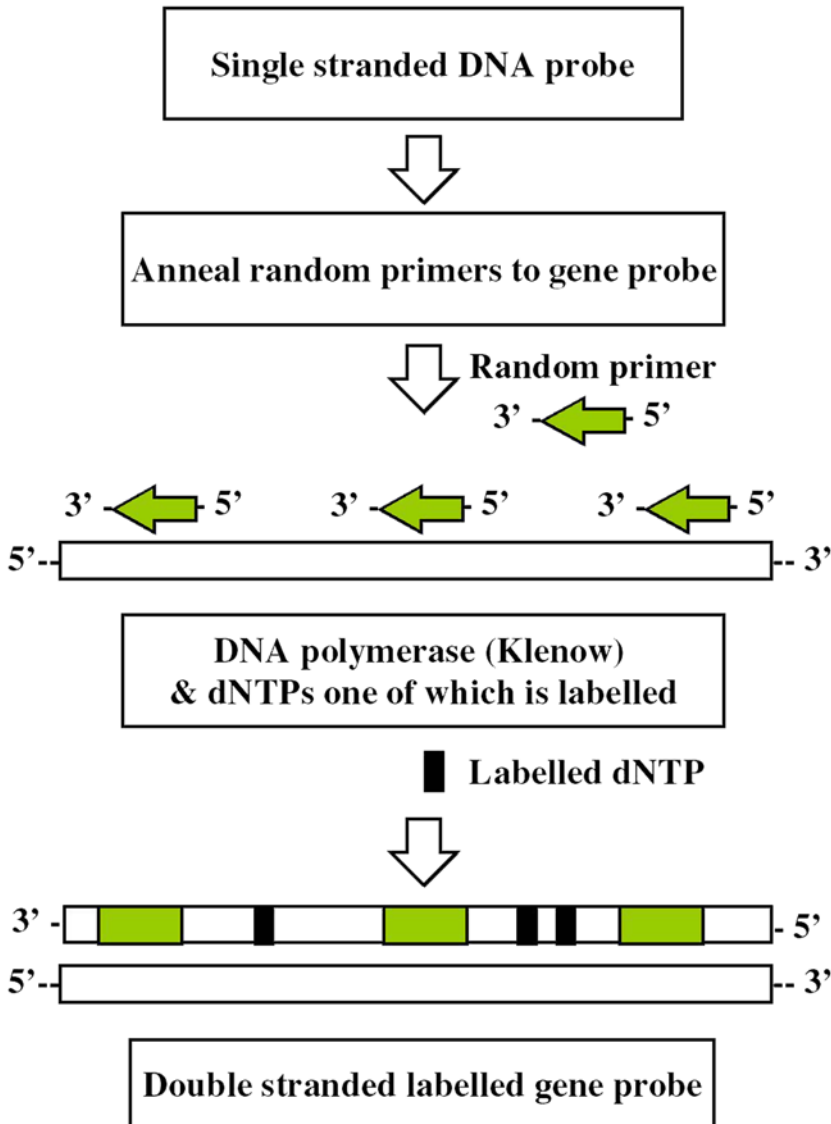 Single stranded DNA probe
Anneal random primers to gene probe
Random primer
3’ 5’
3’ 5’ 3’ 5’ 3’ 5’
5’-- -- 3’
DNA polymerase (Klenow)
& dNTPs one of which is labelled
Labelled dNTP
3’ - - 5’
5’-- -- 3’
Double stranded labelled gene probe